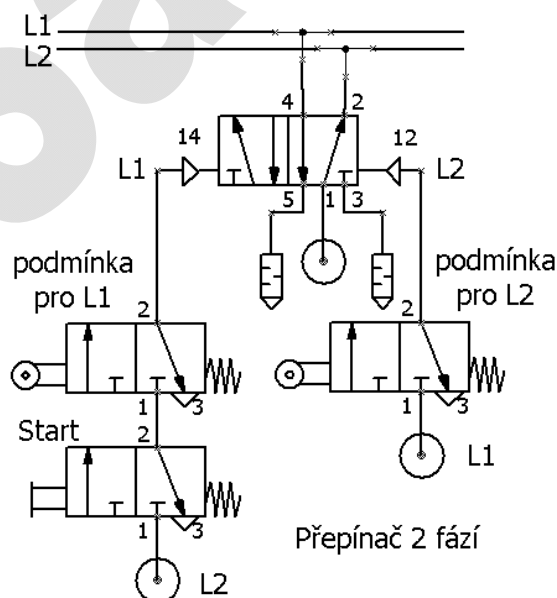 L1
L2
4 2
14 12
L1 L2
5 1 3
podmínka
pro L1
podmínka
pro L2
2 2
1 3 1 3
Start
2
L1
1 3
Přepínač 2 fází
L2